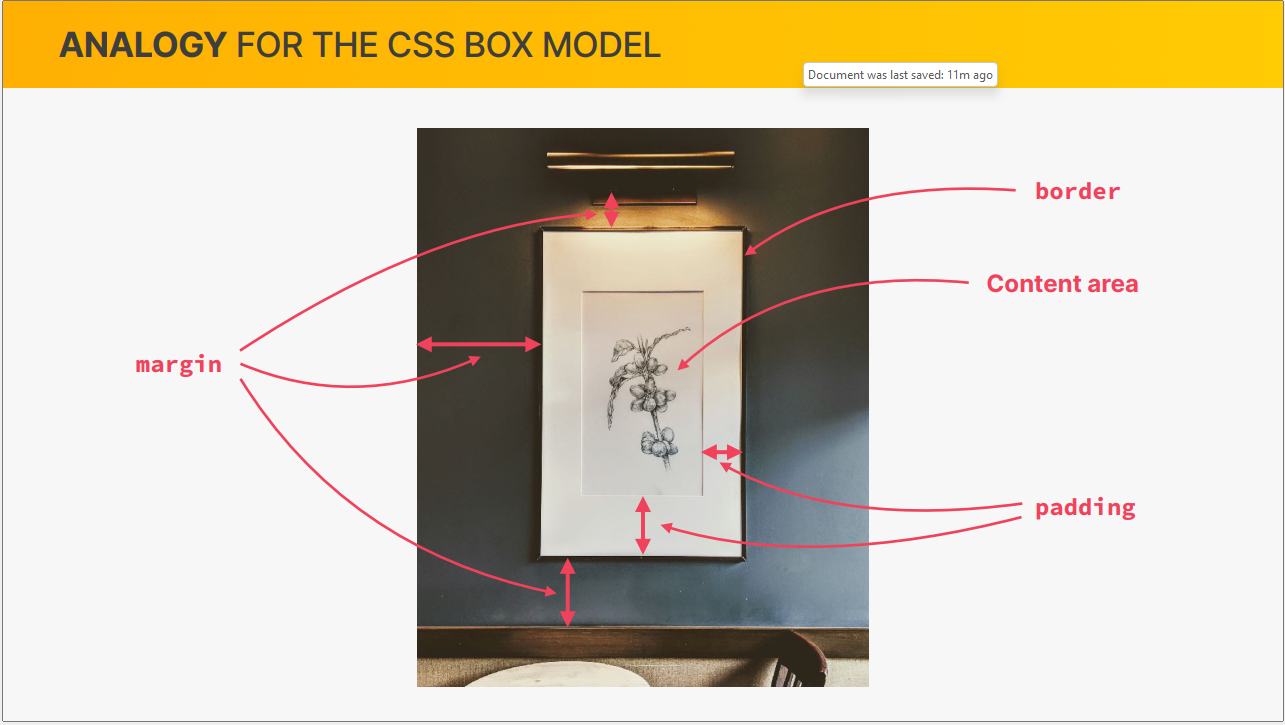 ANALOGY FOR THE CSS BOX MODEL
Document was last saved: 11m ago
border
Content area
margin
padding